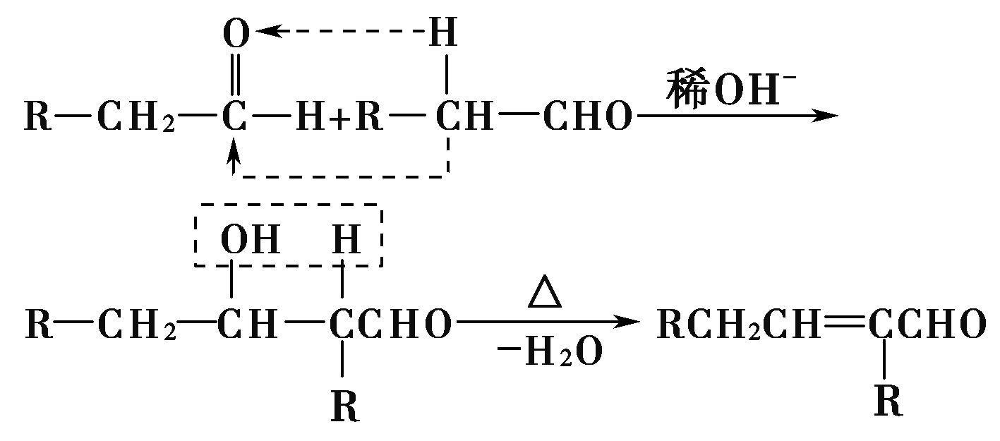 O H
R—CH₂—C—H+R—CH—CHO 稀OH⁻
OH H
R—CH₂—CH—CCHO △ RCH₂CH=CCHO
−H₂O
R R